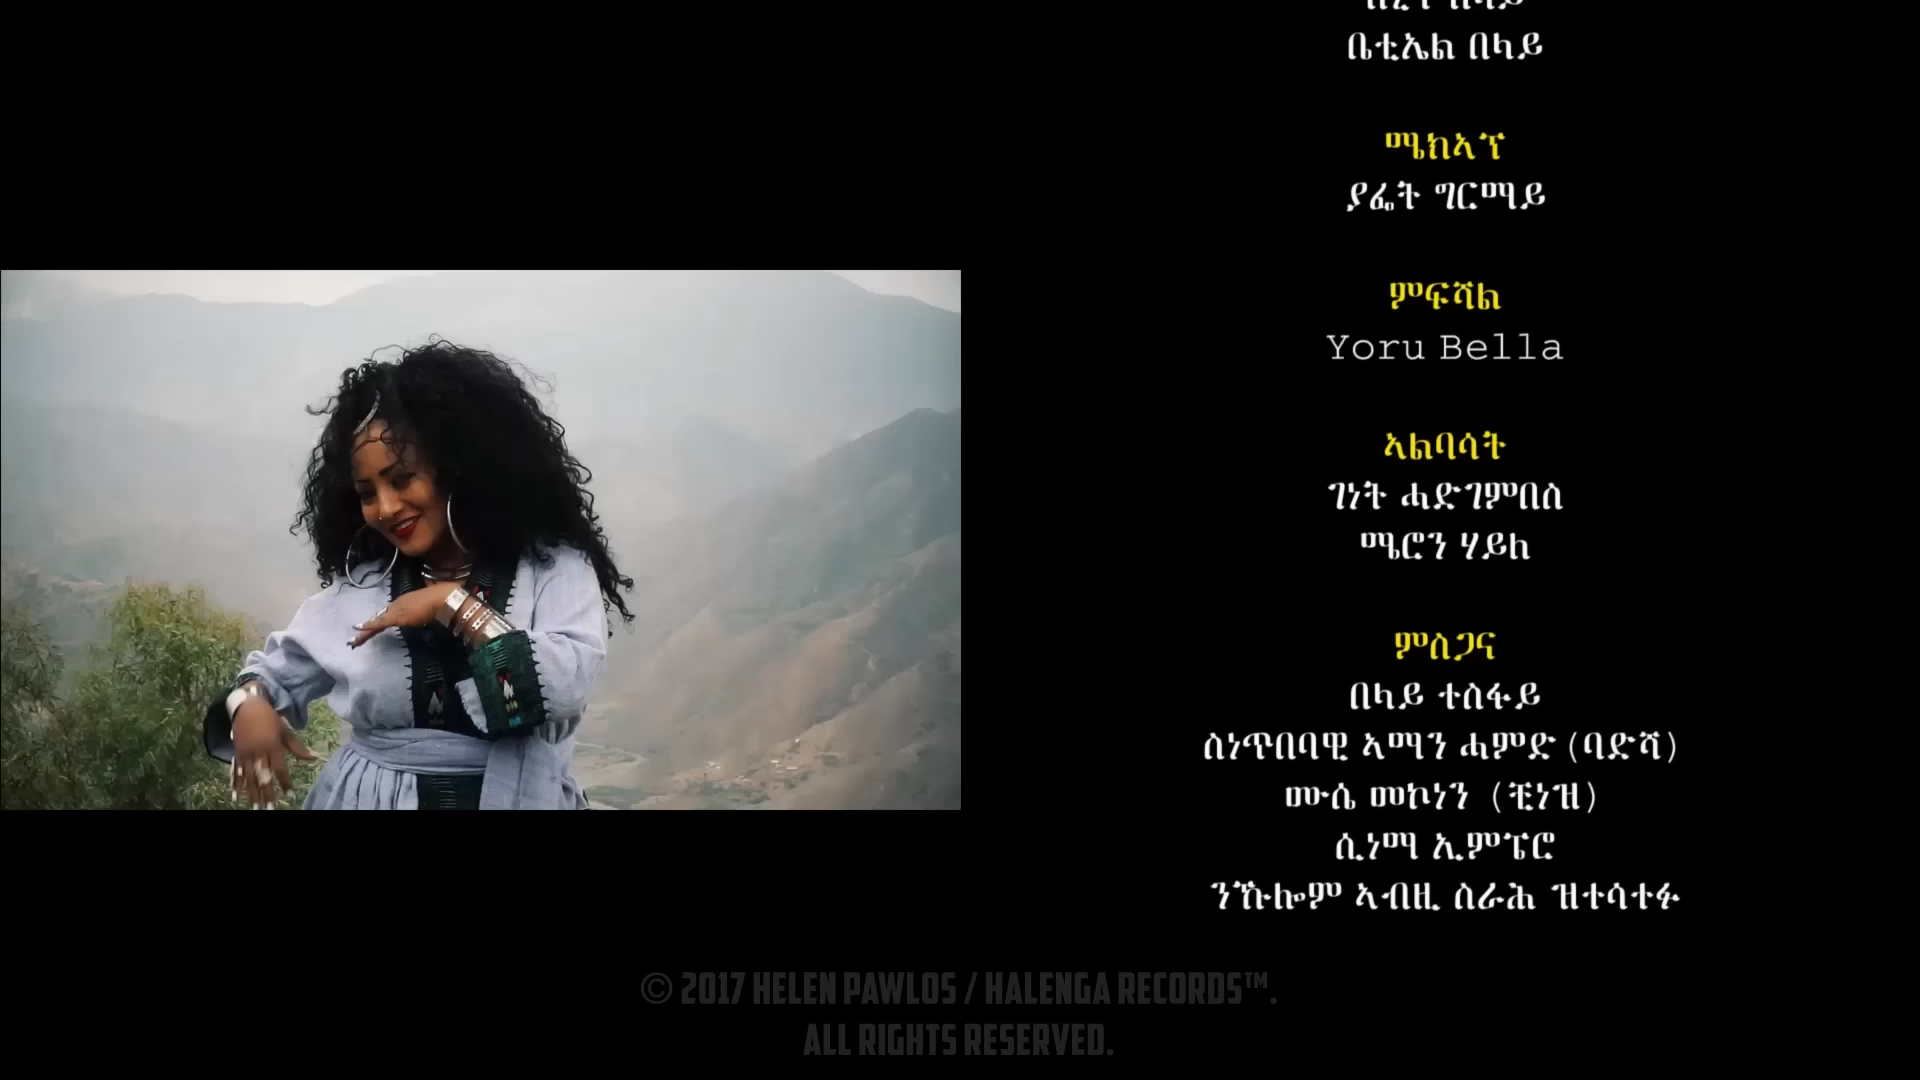 ቤቲኤል በላይ
ሜክኣፕ
ያፌት ግርማይ
ምፍሻል
Yoru Bella
ኣልባሳት
ገነት ሓድገምበስ
ሜሮን ሃይለ
ምስጋና
በላይ ተስፋይ
ስነጥበባዊ ኣማን ሓምድ (ባድሻ)
ሙሴ መኮነን (ቺነዝ)
ሲነማ ኢምፔሮ
ንኹሎም ኣብዚ ስራሕ ዝተሳተፉ
© 2017 HELEN PAWLOS / HALENGA RECORDS™.
ALL RIGHTS RESERVED.